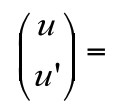 ( u
u' ) =